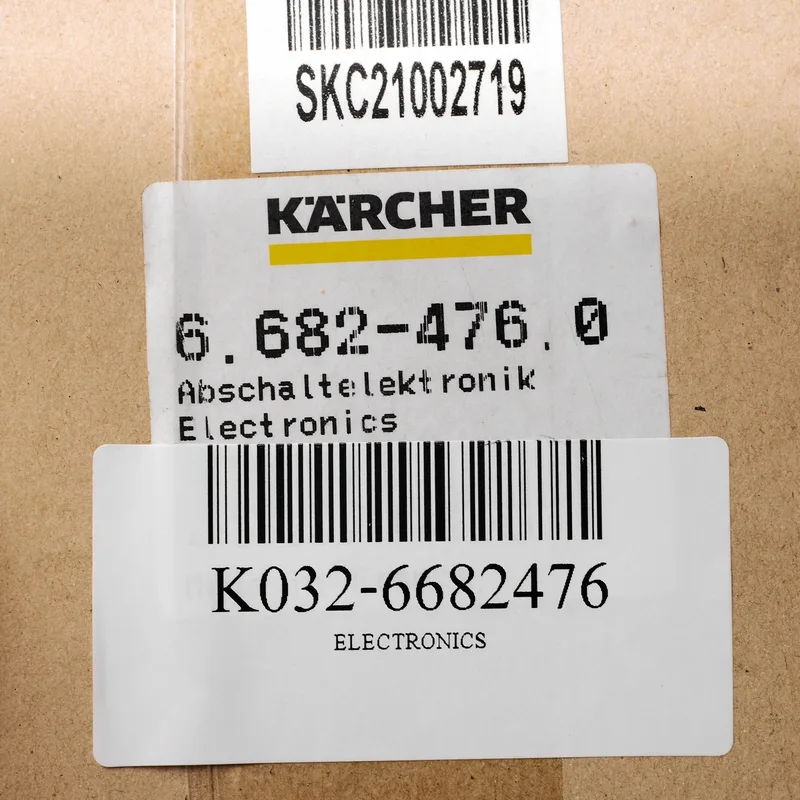 SKC21002719
KÄRCHER
6.682-476.0
Abschaltelektronik
Electronics
K032-6682476
ELECTRONICS